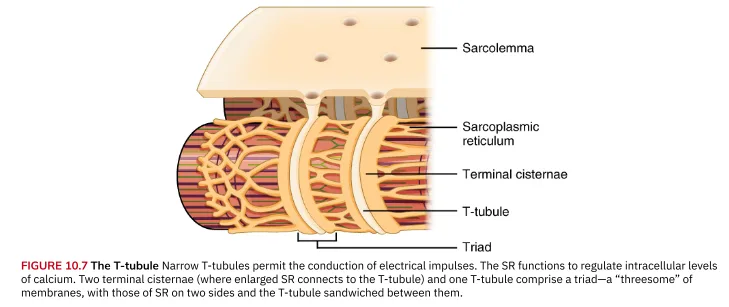 Sarcolemma
Sarcoplasmic
reticulum
Terminal cisternae
T-tubule
Triad
FIGURE 10.7 The T-tubule Narrow T-tubules permit the conduction of electrical impulses. The SR functions to regulate intracellular levels
of calcium. Two terminal cisternae (where enlarged SR connects to the T-tubule) and one T-tubule comprise a triad—a “threesome” of
membranes, with those of SR on two sides and the T-tubule sandwiched between them.